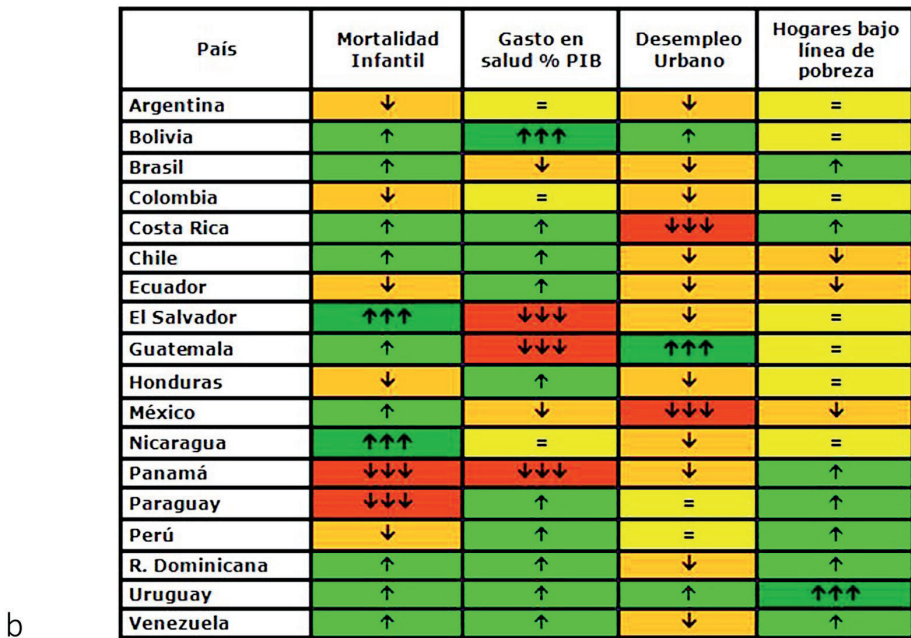 País Mortalidad Infantil Gasto en salud % PIB Desempleo Urbano Hogares bajo línea de pobreza
Argentina ↓ = ↓ =
Bolivia ↑ ↑↑↑ ↑ =
Brasil ↑ ↓ ↓ ↑
Colombia ↓ = ↓ =
Costa Rica ↑ ↑ ↓↓↓ ↑
Chile ↑ ↑ ↓ ↓
Ecuador ↓ ↑ ↓ ↓
El Salvador ↑↑↑ ↓↓↓ ↓ =
Guatemala ↑ ↓↓↓ ↑↑↑ =
Honduras ↓ ↑ ↓ =
México ↑ ↓ ↓↓↓ ↓
Nicaragua ↑↑↑ = ↓ =
Panamá ↓↓↓ ↓↓↓ ↓ ↑
Paraguay ↓↓↓ ↑ = ↑
Perú ↓ ↑ = ↑
R. Dominicana ↑ ↑ ↓ ↑
Uruguay ↑ ↑ ↑ ↑↑↑
Venezuela ↑ ↑ ↓ ↑
b